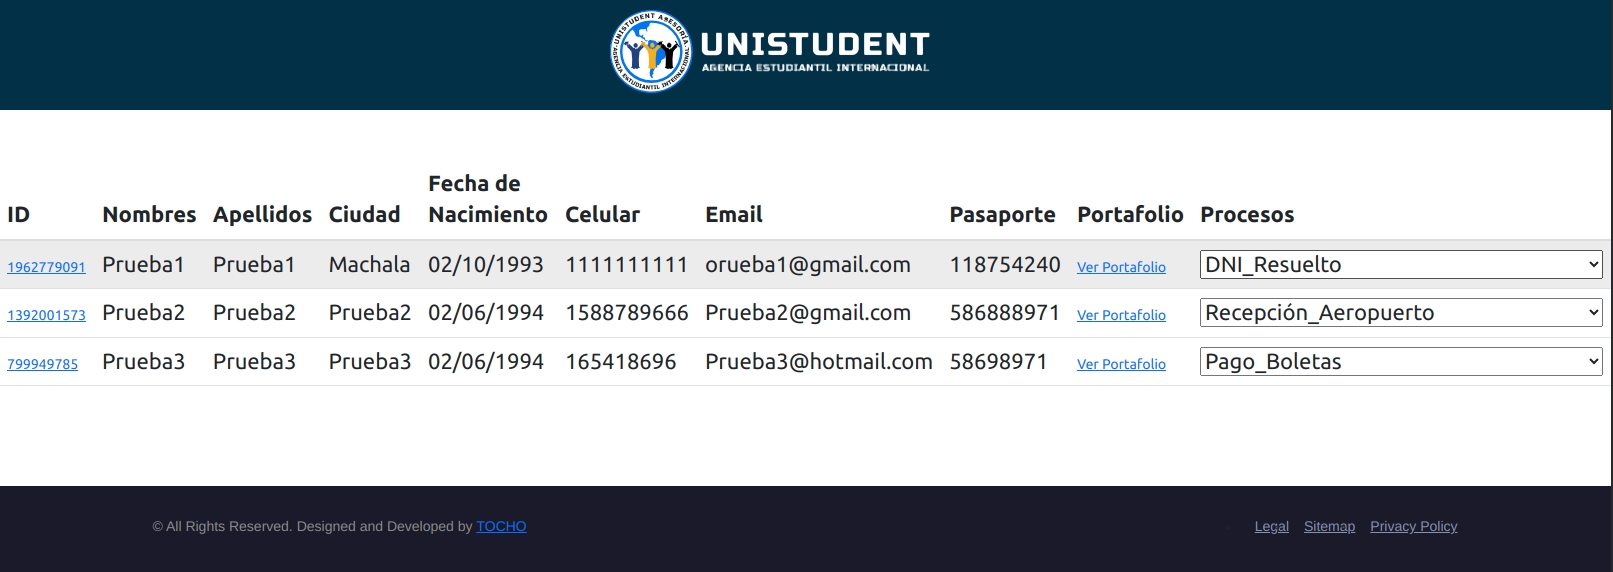 UNISTUDENT ASESORÍA
AGENCIA ESTUDIANTIL INTERNACIONAL
UNISTUDENT
AGENCIA ESTUDIANTIL INTERNACIONAL
ID Nombres Apellidos Ciudad Fecha de Nacimiento Celular Email Pasaporte Portafolio Procesos
1962779091 Prueba1 Prueba1 Machala 02/10/1993 1111111111 orueba1@gmail.com 118754240 Ver Portafolio DNI_Resuelto
1392001573 Prueba2 Prueba2 Prueba2 02/06/1994 1588789666 Prueba2@gmail.com 586888971 Ver Portafolio Recepción_Aeropuerto
799949785 Prueba3 Prueba3 Prueba3 02/06/1994 165418696 Prueba3@hotmail.com 58698971 Ver Portafolio Pago_Boletas
© All Rights Reserved. Designed and Developed by TOCHO Legal Sitemap Privacy Policy